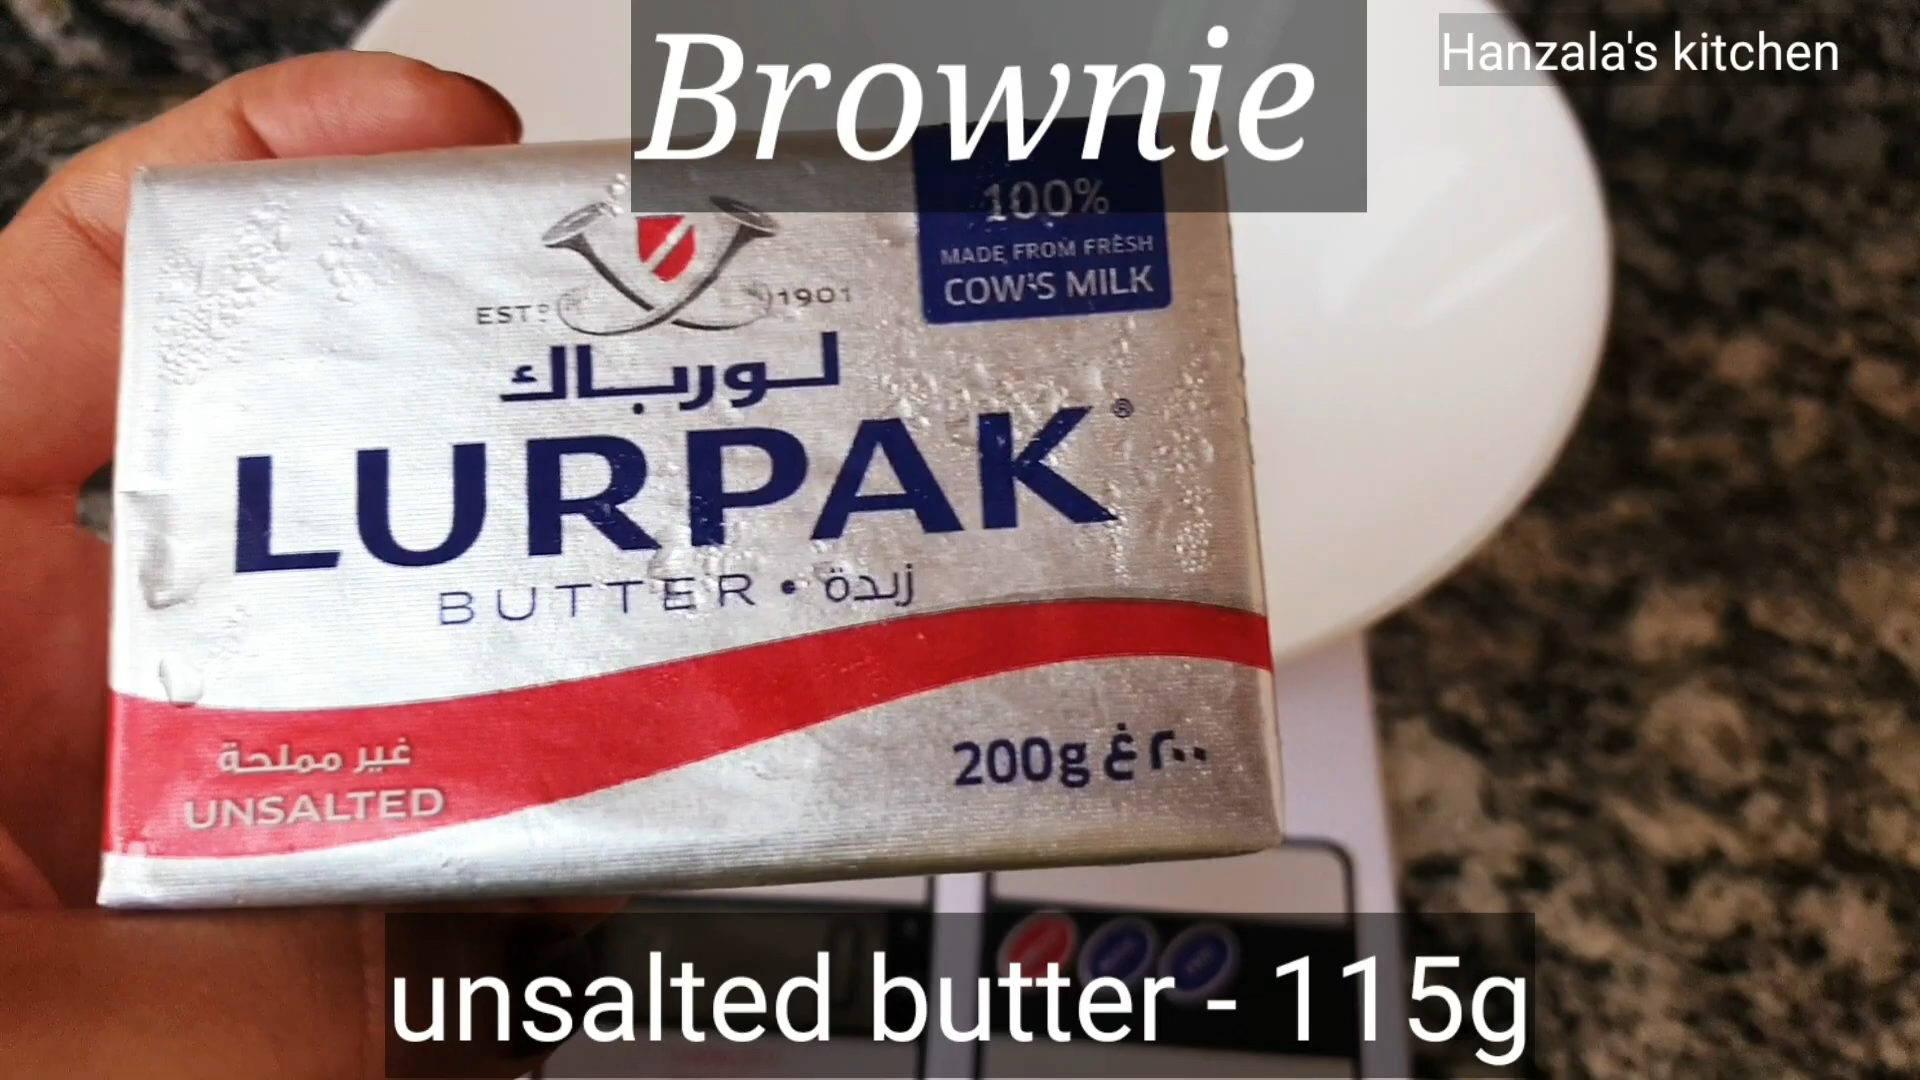 Brownie
Hanzala's kitchen
100%
MADE FROM FRESH
COW'S MILK
ESTD 1901
لورباك
LURPAK®
BUTTER • زبدة
غير مملحة
UNSALTED
200g ٢٠٠ غ
unsalted butter - 115g